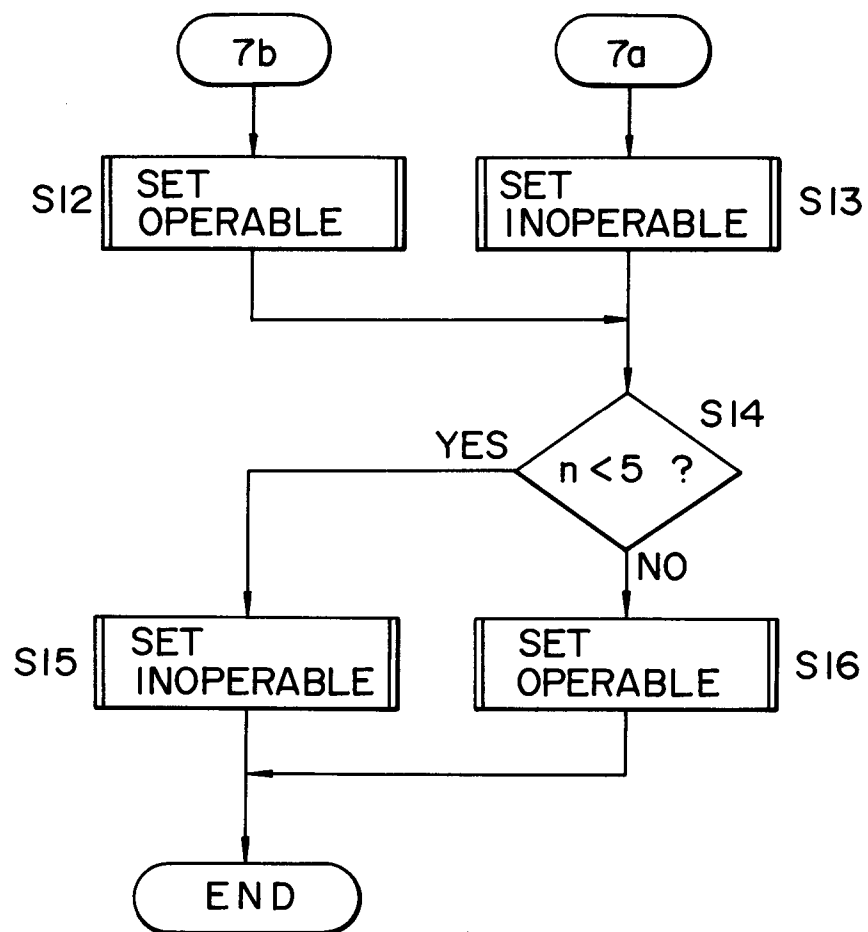 7b
7a
S12
SET
OPERABLE
SET
INOPERABLE
S13
S14
YES
n < 5 ?
NO
S15
SET
INOPERABLE
SET
OPERABLE
S16
END